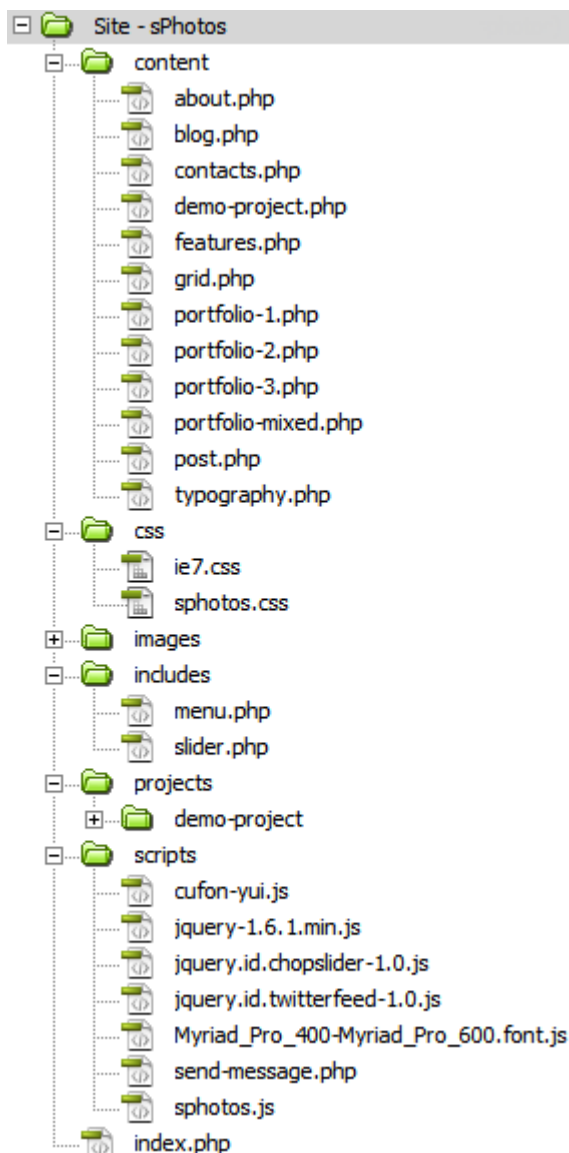 Site - sPhotos
content
about.php
blog.php
contacts.php
demo-project.php
features.php
grid.php
portfolio-1.php
portfolio-2.php
portfolio-3.php
portfolio-mixed.php
post.php
typography.php
css
ie7.css
sphotos.css
images
includes
menu.php
slider.php
projects
demo-project
scripts
cufon-yui.js
jquery-1.6.1.min.js
jquery.id.chopslider-1.0.js
jquery.id.twitterfeed-1.0.js
Myriad_Pro_400-Myriad_Pro_600.font.js
send-message.php
sphotos.js
index.php